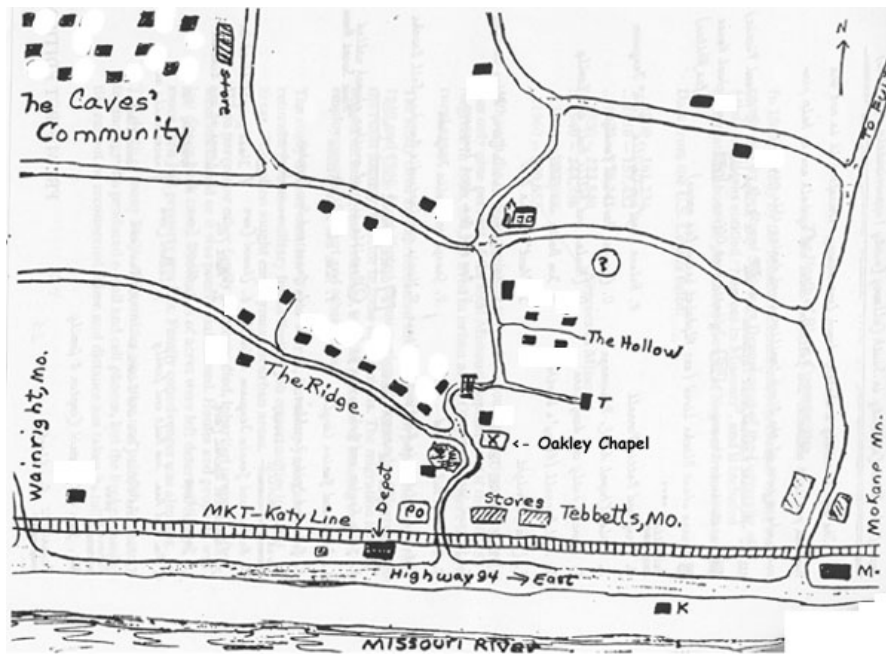 N
Store
The Caves'
Community
To Bul
?
The Hollow
The Ridge
T
<- Oakley Chapel
Wainright, Mo.
Depot
PO
Stores
Tebbetts, Mo.
MKT-Katy Line
Mokane Mo.
Highway 94 → East
M.
K
Missouri River